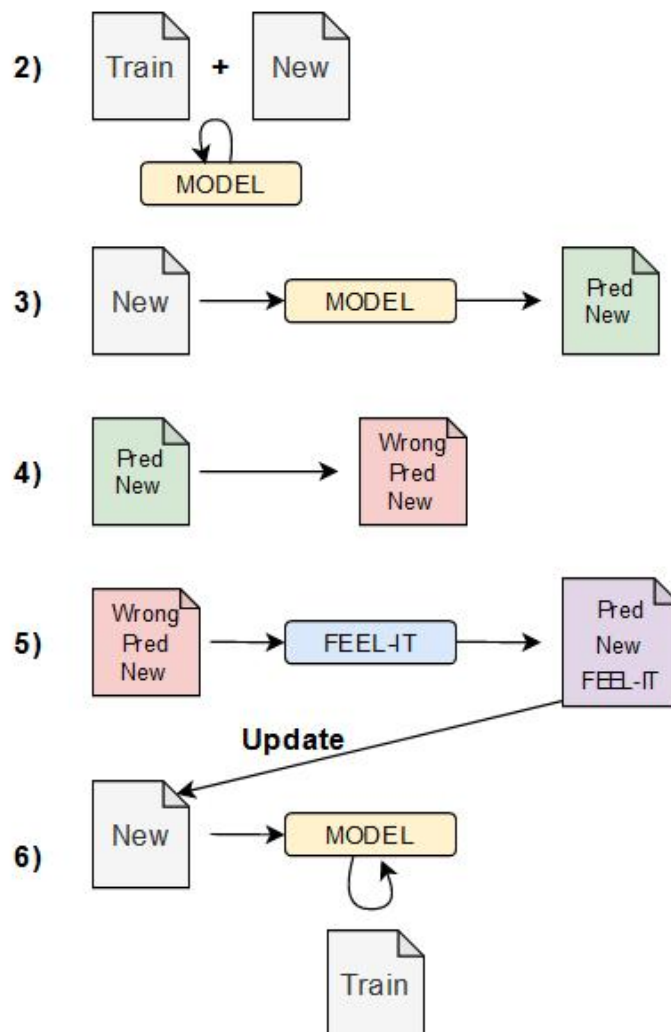 2)
Train
+
New
MODEL
3)
New
MODEL
Pred
New
4)
Pred
New
Wrong
Pred
New
5)
Wrong
Pred
New
FEEL-IT
Pred
New
FEEL-IT
Update
6)
New
MODEL
Train